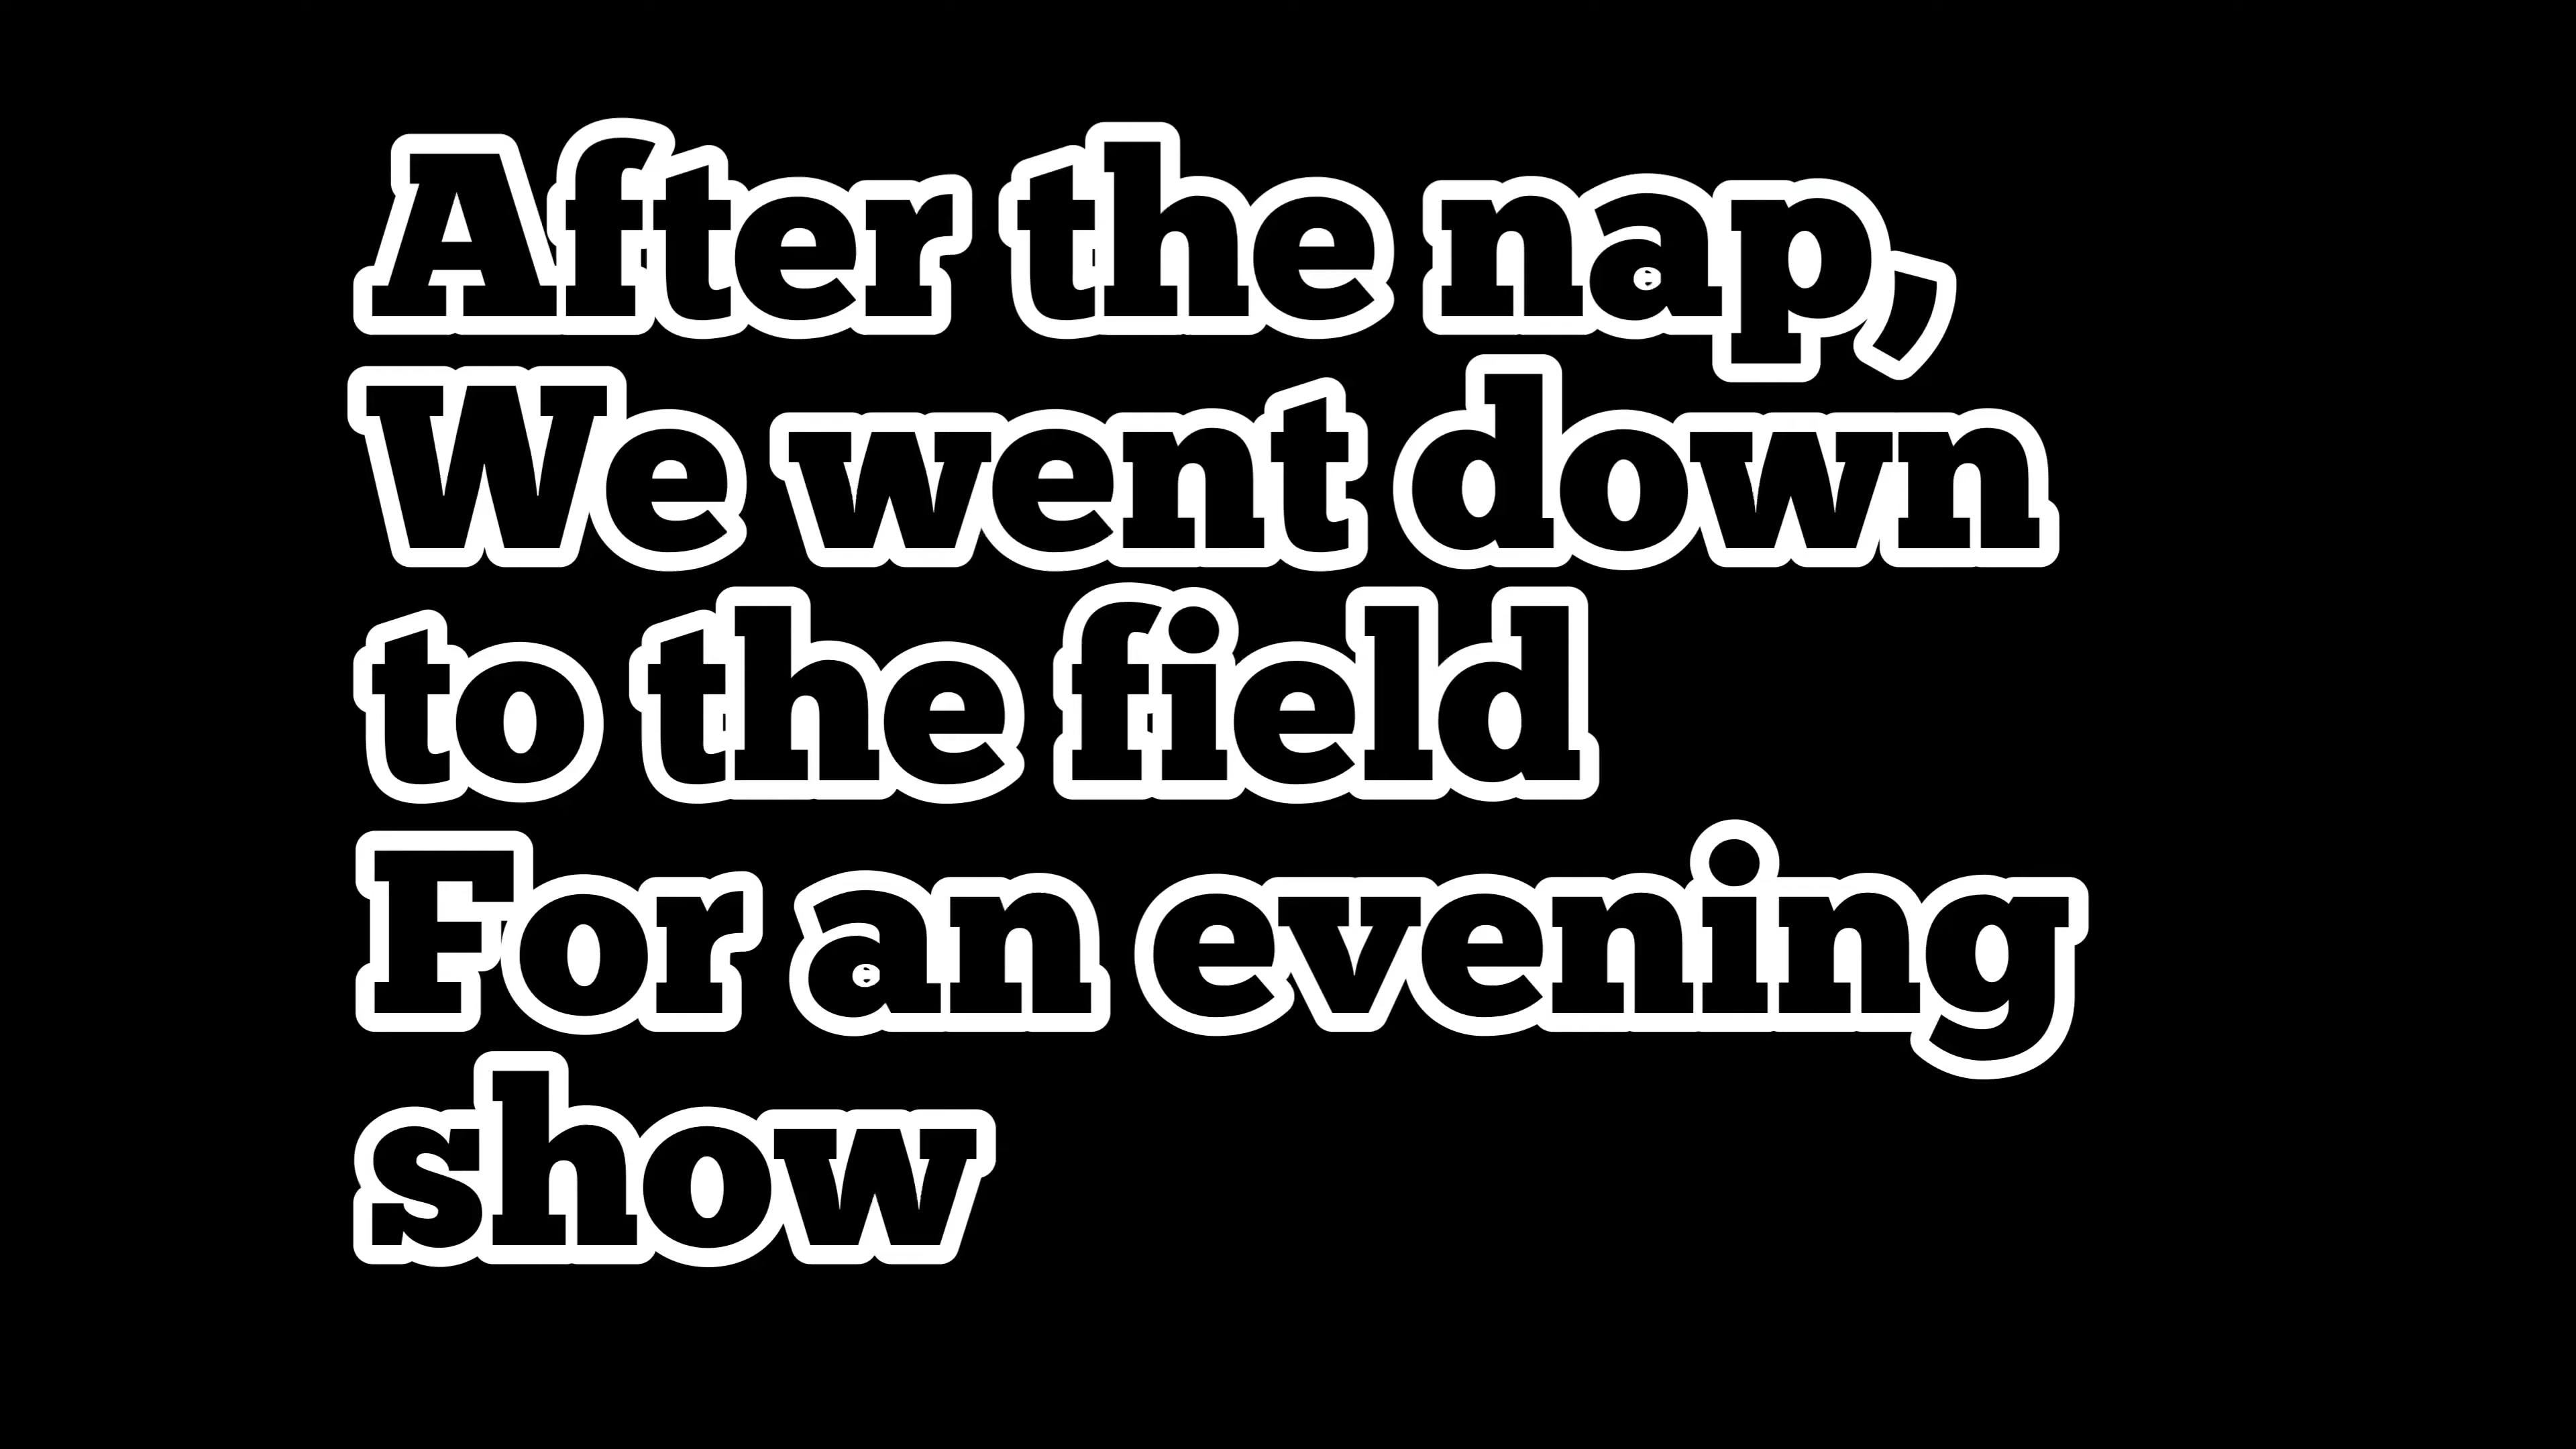 After the nap,
We went down
to the field
For an evening
show